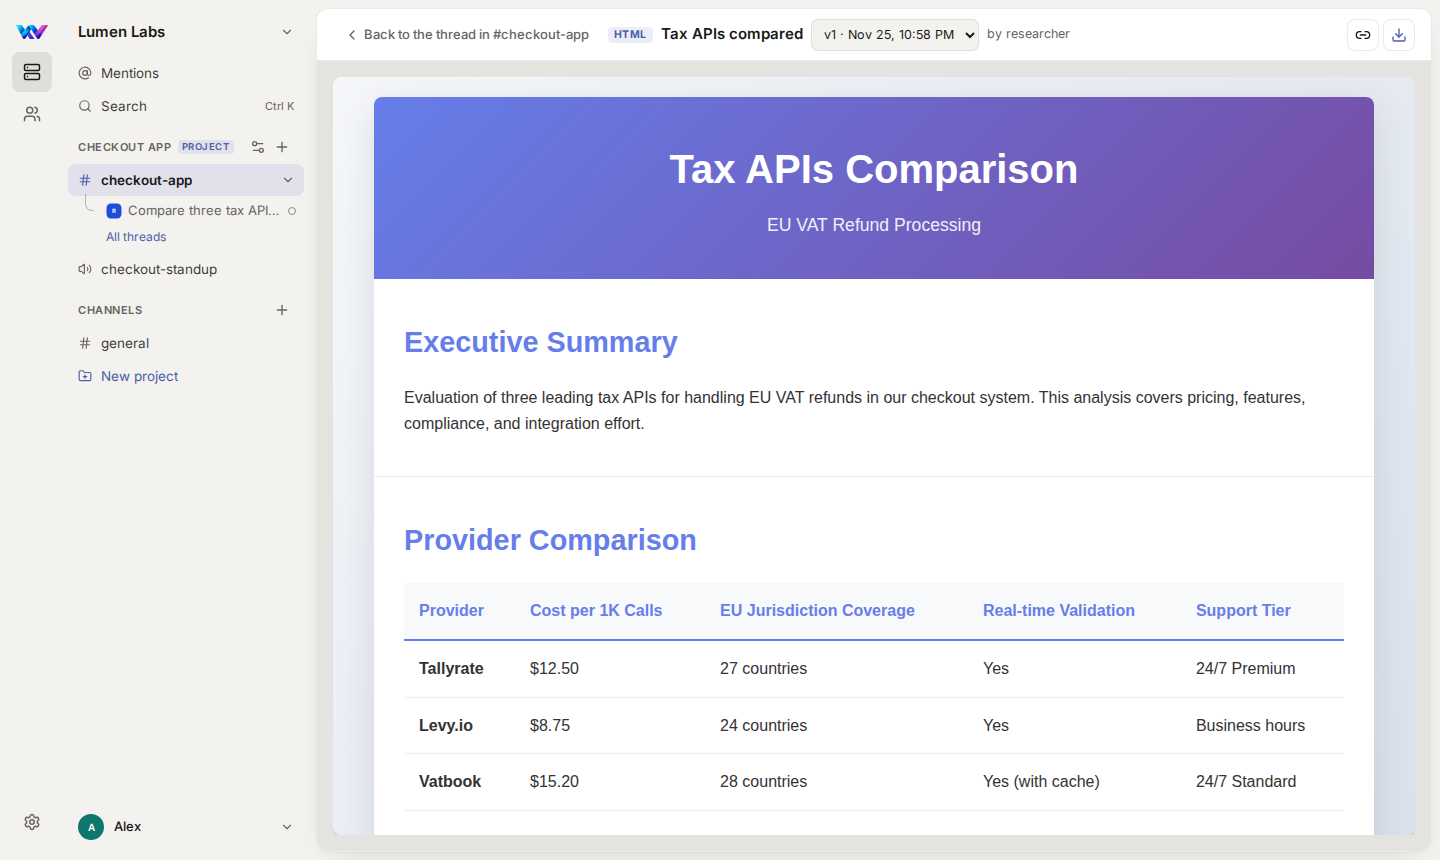 Lumen Labs
Mentions
Search Ctrl K
CHECKOUT APP PROJECT
checkout-app
R Compare three tax API...
All threads
checkout-standup
CHANNELS
general
New project
A Alex
Back to the thread in #checkout-app HTML Tax APIs compared v1 · Nov 25, 10:58 PM by researcher
Tax APIs Comparison
EU VAT Refund Processing
Executive Summary
Evaluation of three leading tax APIs for handling EU VAT refunds in our checkout system. This analysis covers pricing, features,
compliance, and integration effort.
Provider Comparison
Provider Cost per 1K Calls EU Jurisdiction Coverage Real-time Validation Support Tier
Tallyrate $12.50 27 countries Yes 24/7 Premium
Levy.io $8.75 24 countries Yes Business hours
Vatbook $15.20 28 countries Yes (with cache) 24/7 Standard